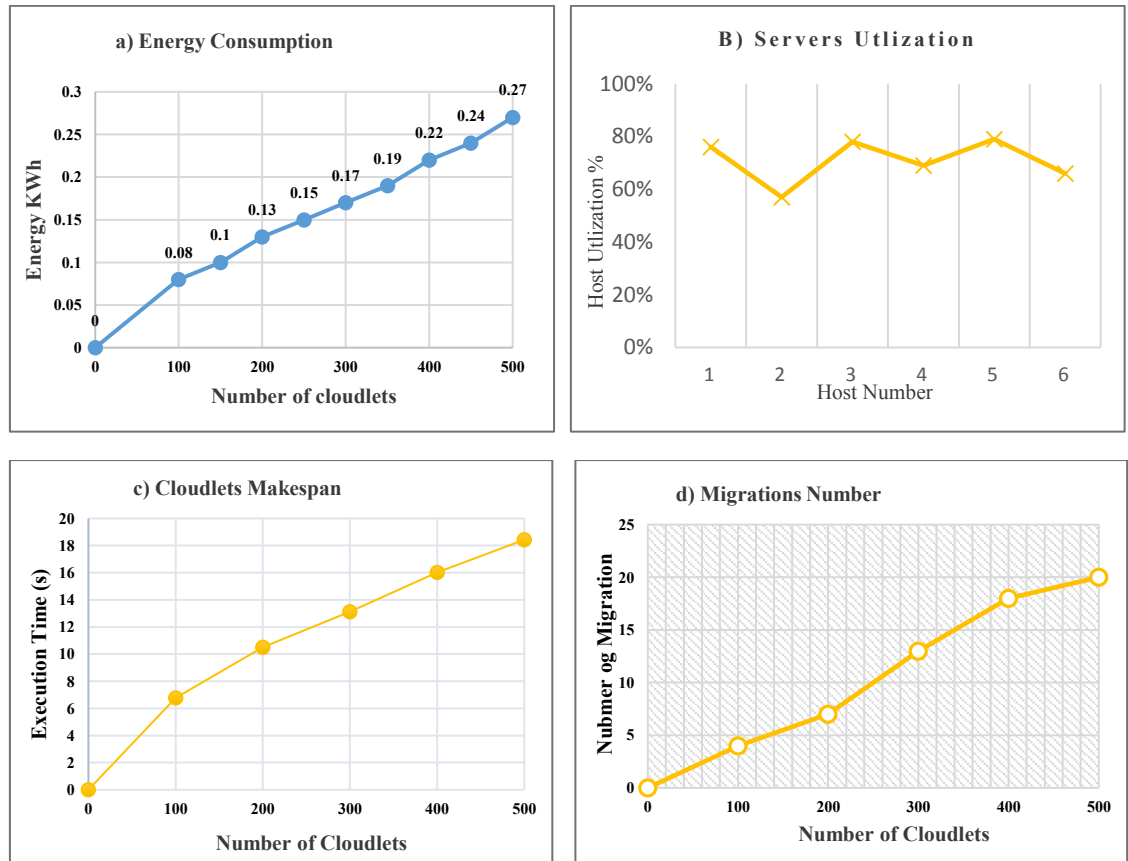 a) Energy Consumption
0.3
0.25
0.2
0.15
0.1
0.05
0
0
0.08
0.1
0.13
0.15
0.17
0.19
0.22
0.24
0.27
0 100 200 300 400 500
Energy KWh
Number of cloudlets
B) Servers Utlization
100%
80%
60%
40%
20%
0%
1 2 3 4 5 6
Host Utlization %
Host Number
c) Cloudlets Makespan
20
18
16
14
12
10
8
6
4
2
0
0 100 200 300 400 500
Execution Time (s)
Number of Cloudlets
d) Migrations Number
25
20
15
10
5
0
0 100 200 300 400 500
Nubmer og Migration
Number of Cloudlets